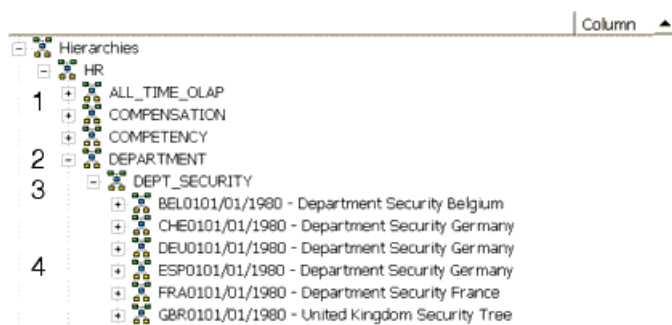 Column
Hierarchies
HR
1
ALL_TIME_OLAP
COMPENSATION
COMPETENCY
2 DEPARTMENT
3 DEPT_SECURITY
BEL0101/01/1980 - Department Security Belgium
CHE0101/01/1980 - Department Security Germany
DEU0101/01/1980 - Department Security Germany
4 ESP0101/01/1980 - Department Security Germany
FRA0101/01/1980 - Department Security France
GBR0101/01/1980 - United Kingdom Security Tree